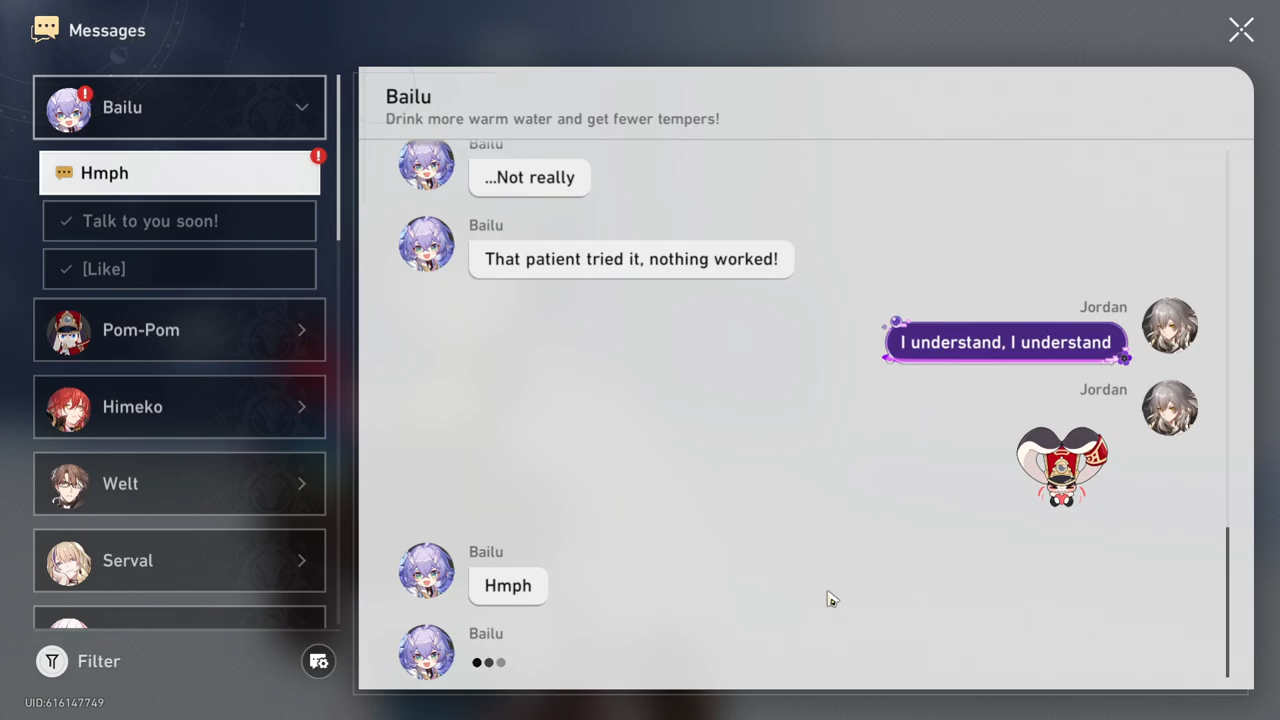 Messages
Bailu
Hmph
Talk to you soon!
[Like]
Pom-Pom
Himeko
Welt
Serval
Filter
UID:616147749
Bailu
Drink more warm water and get fewer tempers!
Bailu
...Not really
Bailu
That patient tried it, nothing worked!
Jordan
I understand, I understand
Jordan
Bailu
Hmph
Bailu